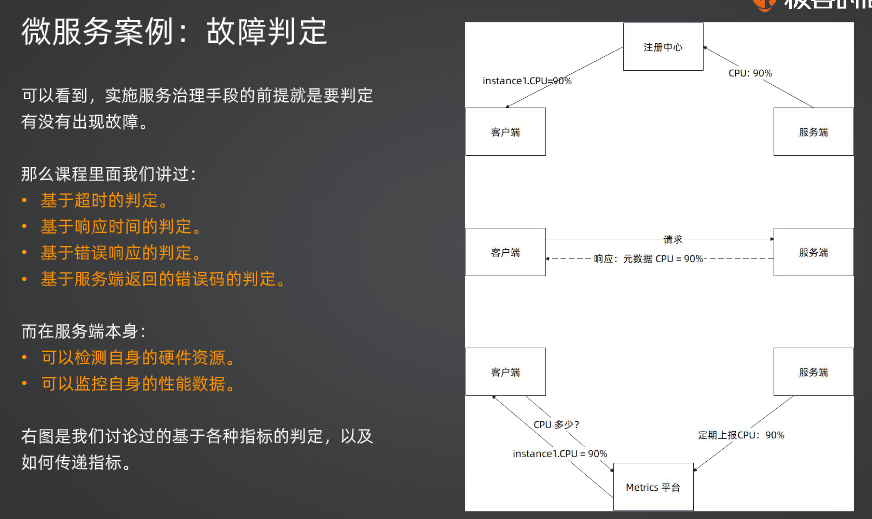 微服务案例：故障判定
可以看到，实施服务治理手段的前提就是要判定
有没有出现故障。
那么课程里面我们讲过：
• 基于超时的判定。
• 基于响应时间的判定。
• 基于错误响应的判定。
• 基于服务端返回的错误码的判定。
而在服务端本身：
• 可以检测自身的硬件资源。
• 可以监控自身的性能数据。
右图是我们讨论过的基于各种指标的判定，以及
如何传递指标。
注册中心
instance1.CPU=90%
CPU: 90%
客户端
服务端
请求
客户端
服务端
响应：元数据 CPU = 90%
客户端
服务端
CPU 多少？
定期上报CPU：90%
instance1.CPU = 90%
Metrics 平台